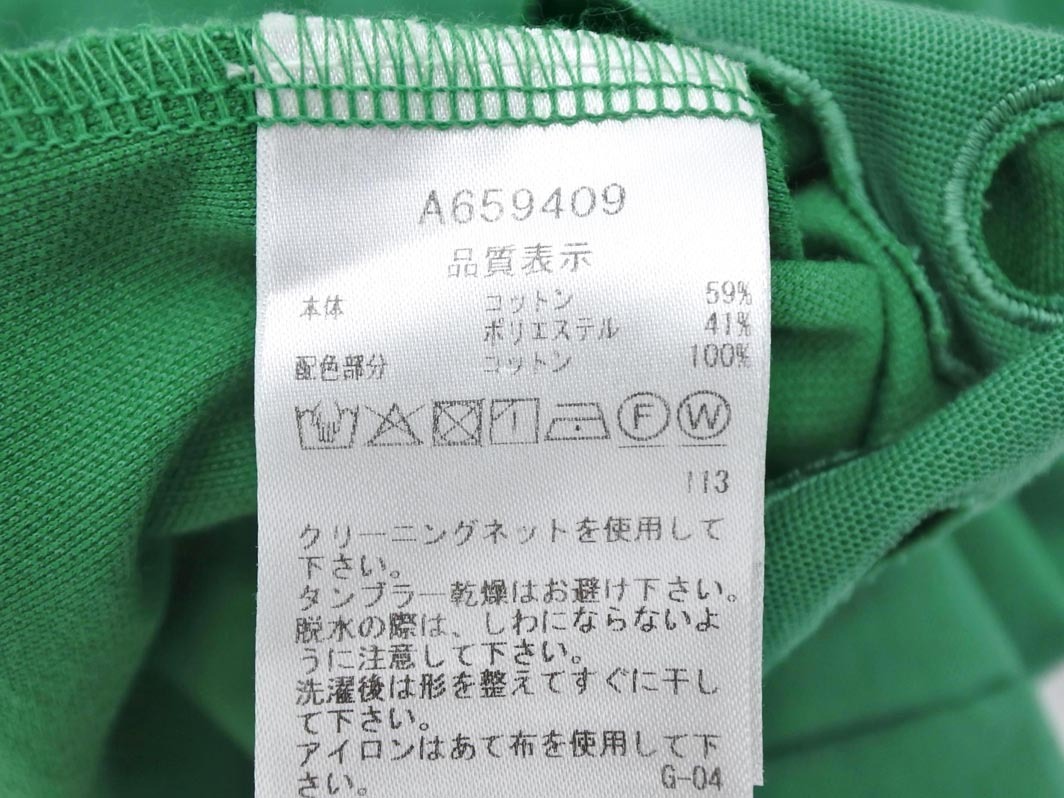 A659409
品質表示
本体 コットン 59%
ポリエステル 41%
配色部分 コットン 100%
F W
113
クリーニングネットを使用して
下さい。
タンブラー乾燥はお避け下さい。
脱水の際は、しわにならないよ
うに注意して下さい。
洗濯後は形を整えてすぐに干し
て下さい。
アイロンはあて布を使用して下
さい。 G-04